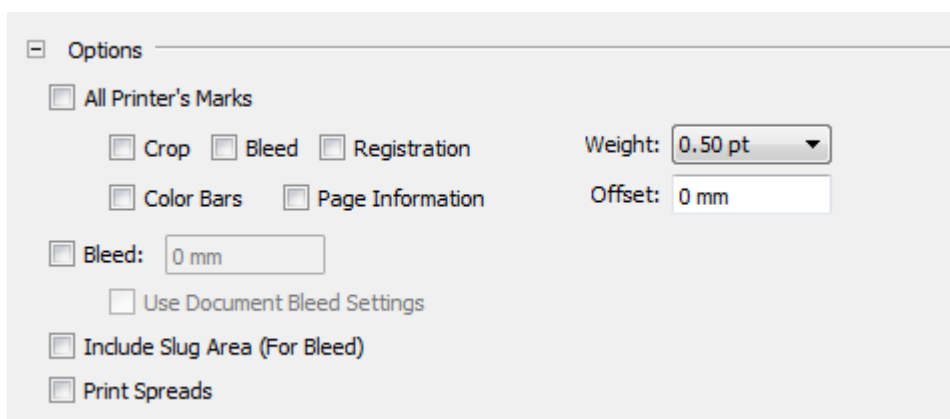 Options
All Printer's Marks
Crop Bleed Registration Weight: 0.50 pt
Color Bars Page Information Offset: 0 mm
Bleed: 0 mm
Use Document Bleed Settings
Include Slug Area (For Bleed)
Print Spreads